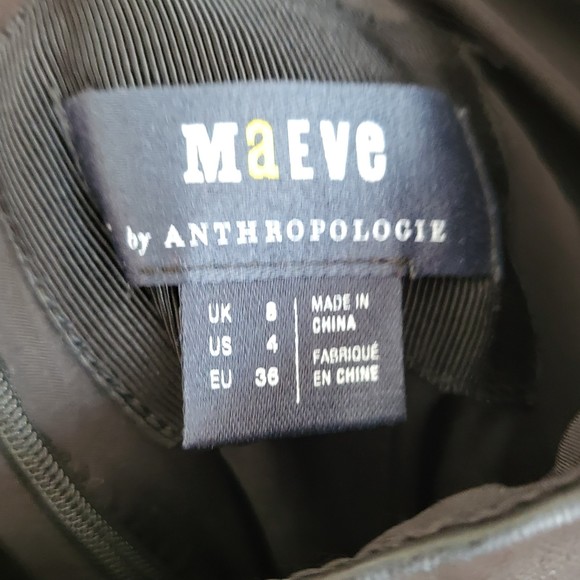 MaEve
by ANTHROPOLOGIE
UK 8
US 4
EU 36
MADE IN
CHINA
FABRIQUÉ
EN CHINE